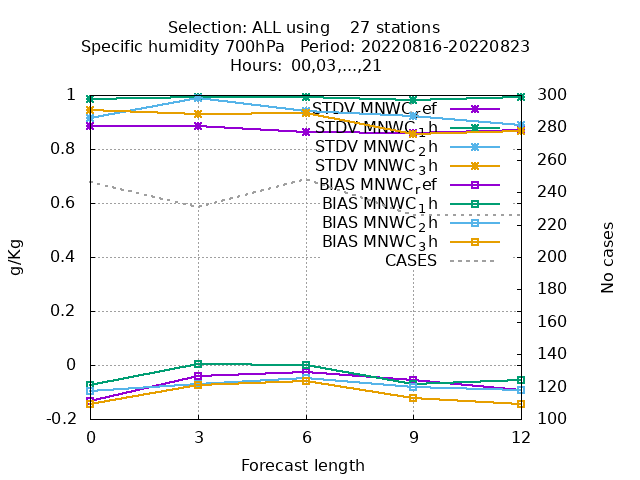 Selection: ALL using 27 stations
Specific humidity 700hPa Period: 20220816-20220823
Hours: 00,03,...,21
1
0.8
0.6
0.4
0.2
0
-0.2
g/Kg
STDV MNWC_ref
STDV MNWC_1h
STDV MNWC_2h
STDV MNWC_3h
BIAS MNWC_ref
BIAS MNWC_1h
BIAS MNWC_2h
BIAS MNWC_3h
CASES
300
280
260
240
220
200
180
160
140
120
100
No cases
0 3 6 9 12
Forecast length